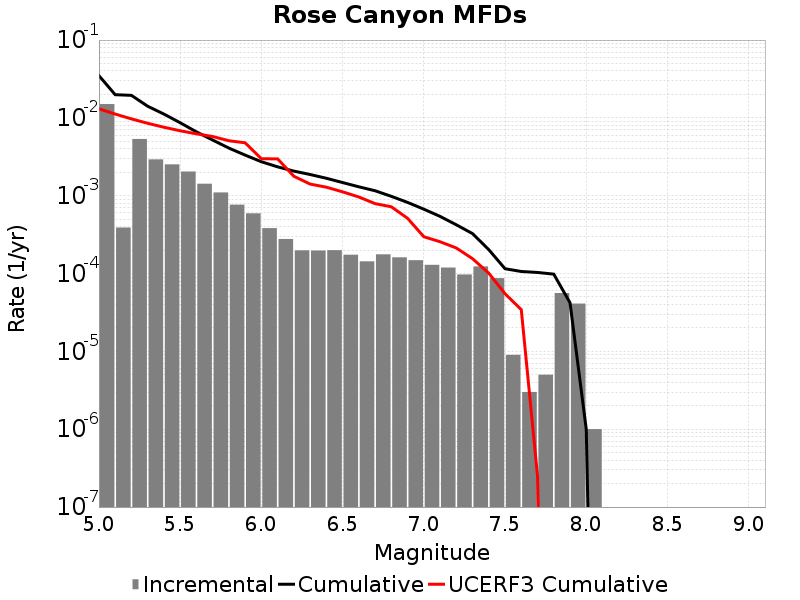 Rose Canyon MFDs
10-1
10-2
10-3
10-4
10-5
10-6
10-7
Rate (1/yr)
5.0 5.5 6.0 6.5 7.0 7.5 8.0 8.5 9.0
Magnitude
Incremental Cumulative UCERF3 Cumulative